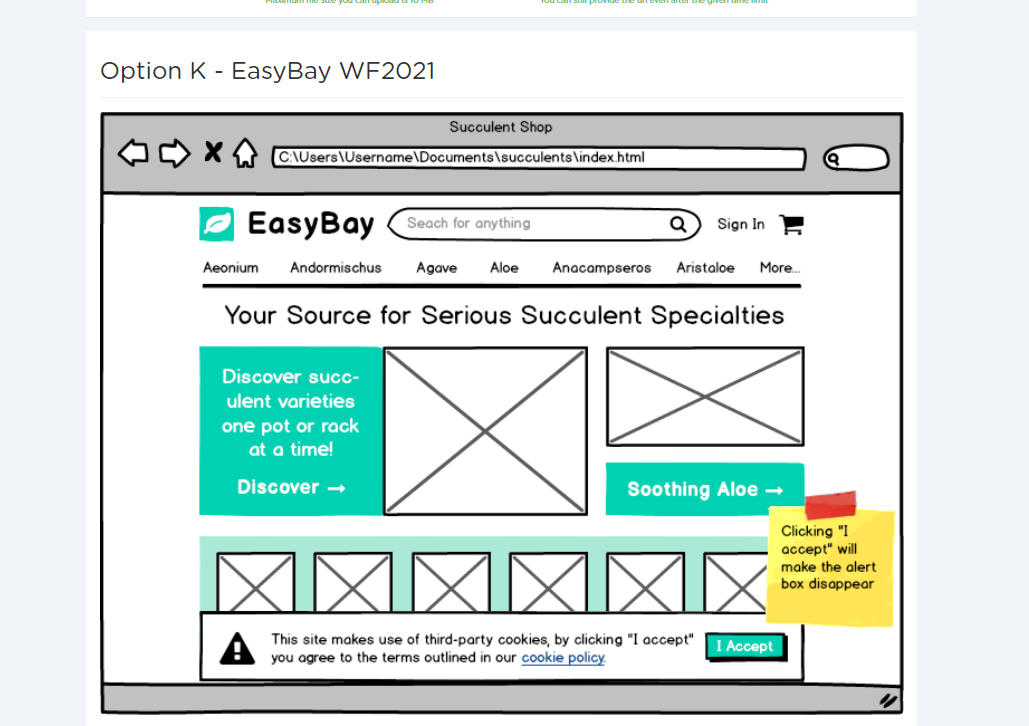 Maximum file size you can upload is 10 MB
You can still provide the url even after the given time limit
Option K - EasyBay WF2021
Succulent Shop
C:\Users\Username\Documents\succulents\index.html
EasyBay
Seach for anything
Sign In
Aeonium Andormischus Agave Aloe Anacampseros Aristaloe More...
Your Source for Serious Succulent Specialties
Discover succ-
ulent varieties
one pot or rack
at a time!
Discover →
Soothing Aloe →
Clicking "I
accept" will
make the alert
box disappear
This site makes use of third-party cookies, by clicking "I accept"
you agree to the terms outlined in our cookie policy.
I Accept